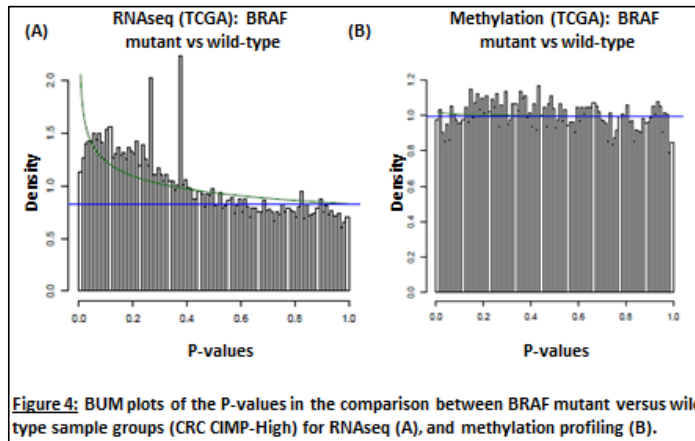 (A)
RNAseq (TCGA): BRAF
mutant vs wild-type
(B)
Methylation (TCGA): BRAF
mutant vs wild-type
Density
2.0
1.5
1.0
0.5
0.0
0.0 0.2 0.4 0.6 0.8 1.0
P-values
Density
1.2
1.0
0.8
0.6
0.4
0.2
0.0
0.0 0.2 0.4 0.6 0.8 1.0
P-values
Figure 4: BUM plots of the P-values in the comparison between BRAF mutant versus wild
type sample groups (CRC CIMP-High) for RNAseq (A), and methylation profiling (B).